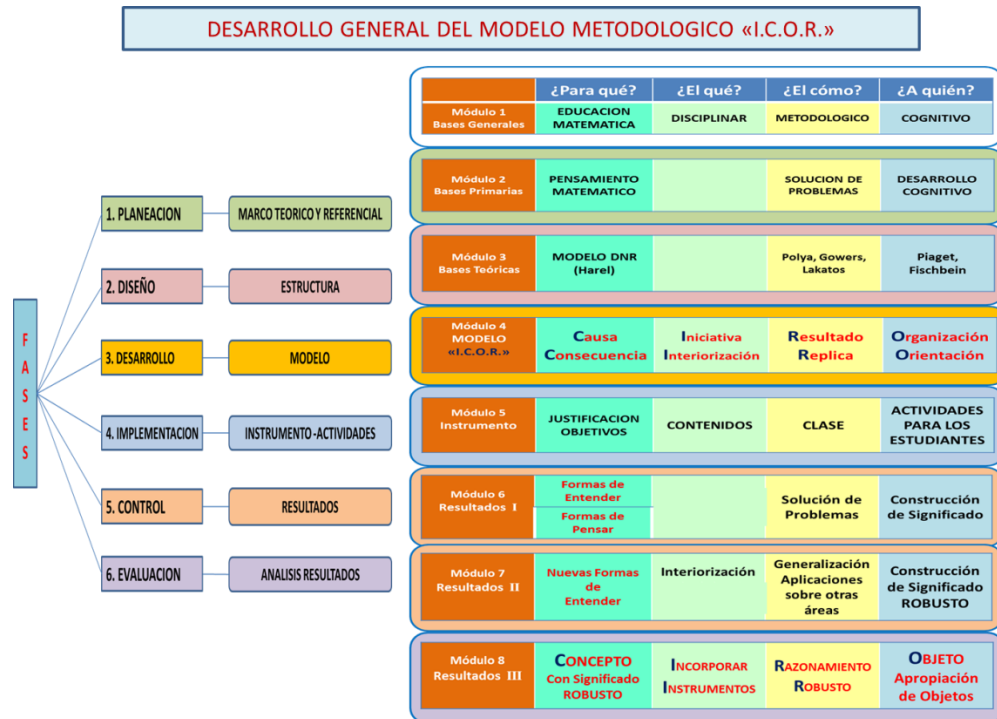 DESARROLLO GENERAL DEL MODELO METODOLOGICO «I.C.O.R.»
FASES
1. PLANEACION
MARCO TEORICO Y REFERENCIAL
2. DISEÑO
ESTRUCTURA
3. DESARROLLO
MODELO
4. IMPLEMENTACION
INSTRUMENTO -ACTIVIDADES
5. CONTROL
RESULTADOS
6. EVALUACION
ANALISIS RESULTADOS
¿Para qué?
¿El qué?
¿El cómo?
¿A quién?
Módulo 1
Bases Generales
EDUCACION
MATEMATICA
DISCIPLINAR
METODOLOGICO
COGNITIVO
Módulo 2
Bases Primarias
PENSAMIENTO
MATEMATICO
SOLUCION DE
PROBLEMAS
DESARROLLO
COGNITIVO
Módulo 3
Bases Teóricas
MODELO DNR
(Harel)
Polya, Gowers,
Lakatos
Piaget,
Fischbein
Módulo 4
MODELO
«I.C.O.R.»
Causa
Consecuencia
Iniciativa
Interiorización
Resultado
Replica
Organización
Orientación
Módulo 5
Instrumento
JUSTIFICACION
OBJETIVOS
CONTENIDOS
CLASE
ACTIVIDADES
PARA LOS
ESTUDIANTES
Módulo 6
Resultados I
Formas de
Entender
Formas de
Pensar
Solución de
Problemas
Construcción
de Significado
Módulo 7
Resultados II
Nuevas Formas
de
Entender
Interiorización
Generalización
Aplicaciones
sobre otras
áreas
Construcción
de Significado
ROBUSTO
Módulo 8
Resultados III
CONCEPTO
Con Significado
ROBUSTO
INCORPORAR
INSTRUMENTOS
RAZONAMIENTO
ROBUSTO
OBJETO
Apropiación
de Objetos